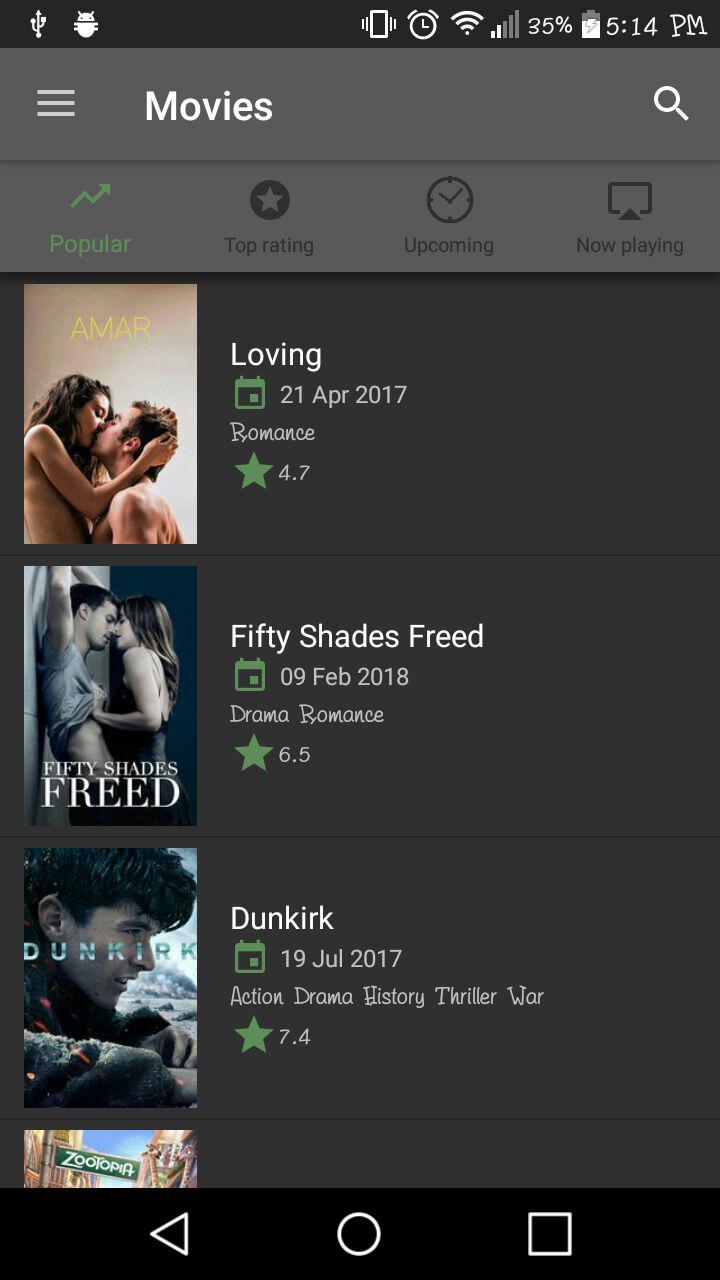 35% 5:14 PM
Movies
Popular
Top rating
Upcoming
Now playing
AMAR
Loving
21 Apr 2017
Romance
4.7
FIFTY SHADES
FREED
Fifty Shades Freed
09 Feb 2018
Drama Romance
6.5
DUNKIRK
Dunkirk
19 Jul 2017
Action Drama History Thriller War
7.4
ZOOTOPIA